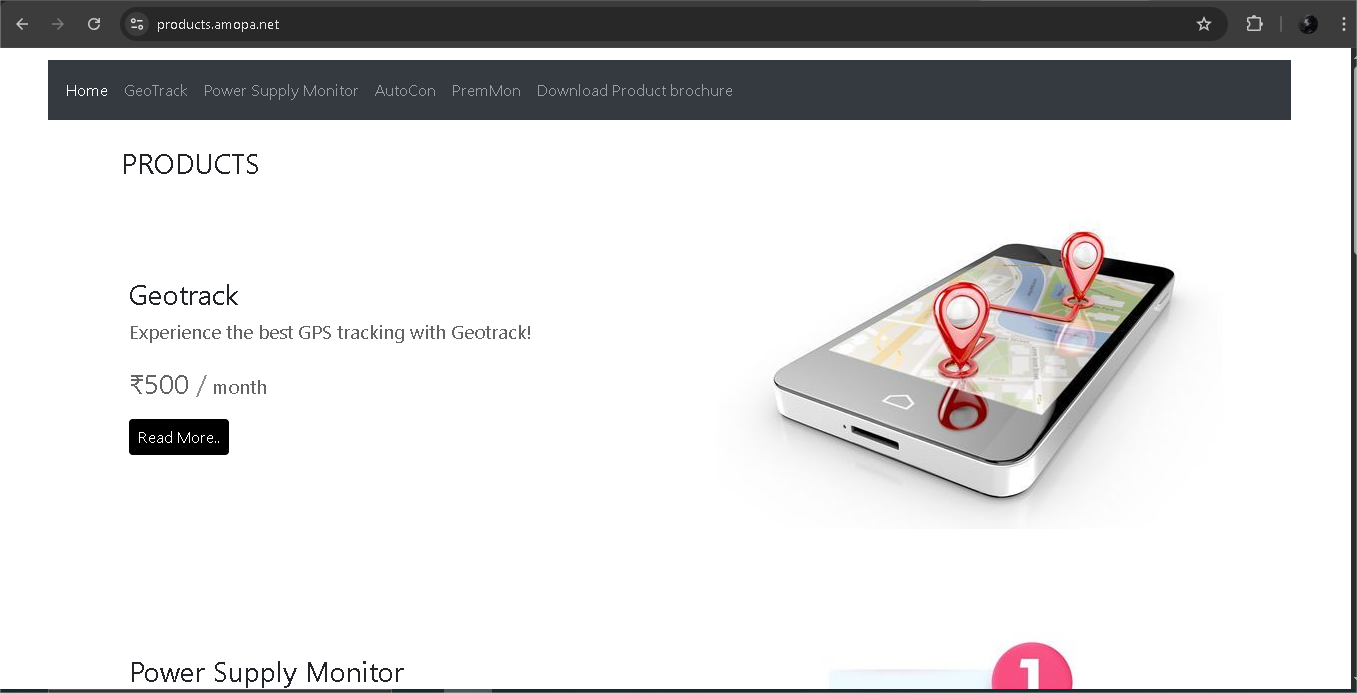 products.amopa.net
Home GeoTrack Power Supply Monitor AutoCon PremMon Download Product brochure
PRODUCTS
Geotrack
Experience the best GPS tracking with Geotrack!
₹500 / month
Read More..
Power Supply Monitor
1